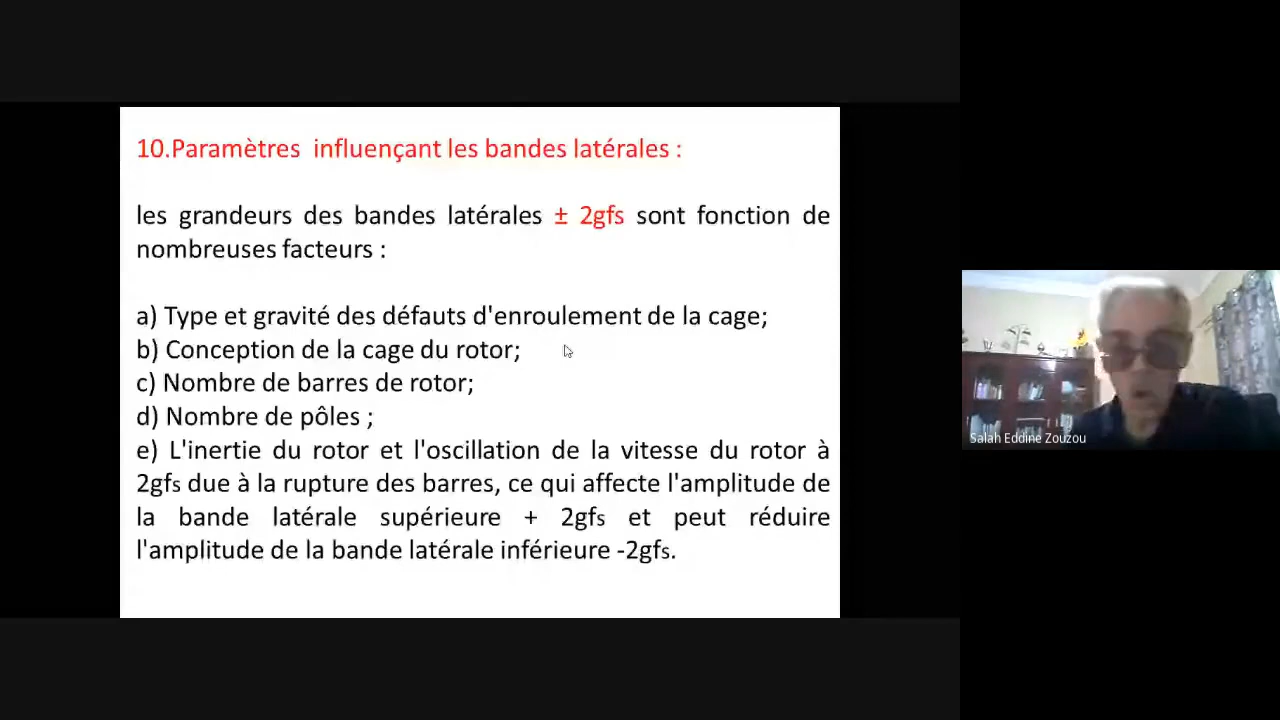 10.Paramètres influençant les bandes latérales :
les grandeurs des bandes latérales ± 2gfs sont fonction de
nombreuses facteurs :
a) Type et gravité des défauts d'enroulement de la cage;
b) Conception de la cage du rotor;
c) Nombre de barres de rotor;
d) Nombre de pôles ;
e) L'inertie du rotor et l'oscillation de la vitesse du rotor à
2gfs due à la rupture des barres, ce qui affecte l'amplitude de
la bande latérale supérieure + 2gfs et peut réduire
l'amplitude de la bande latérale inférieure -2gfs.
Salah Eddine Zouzou